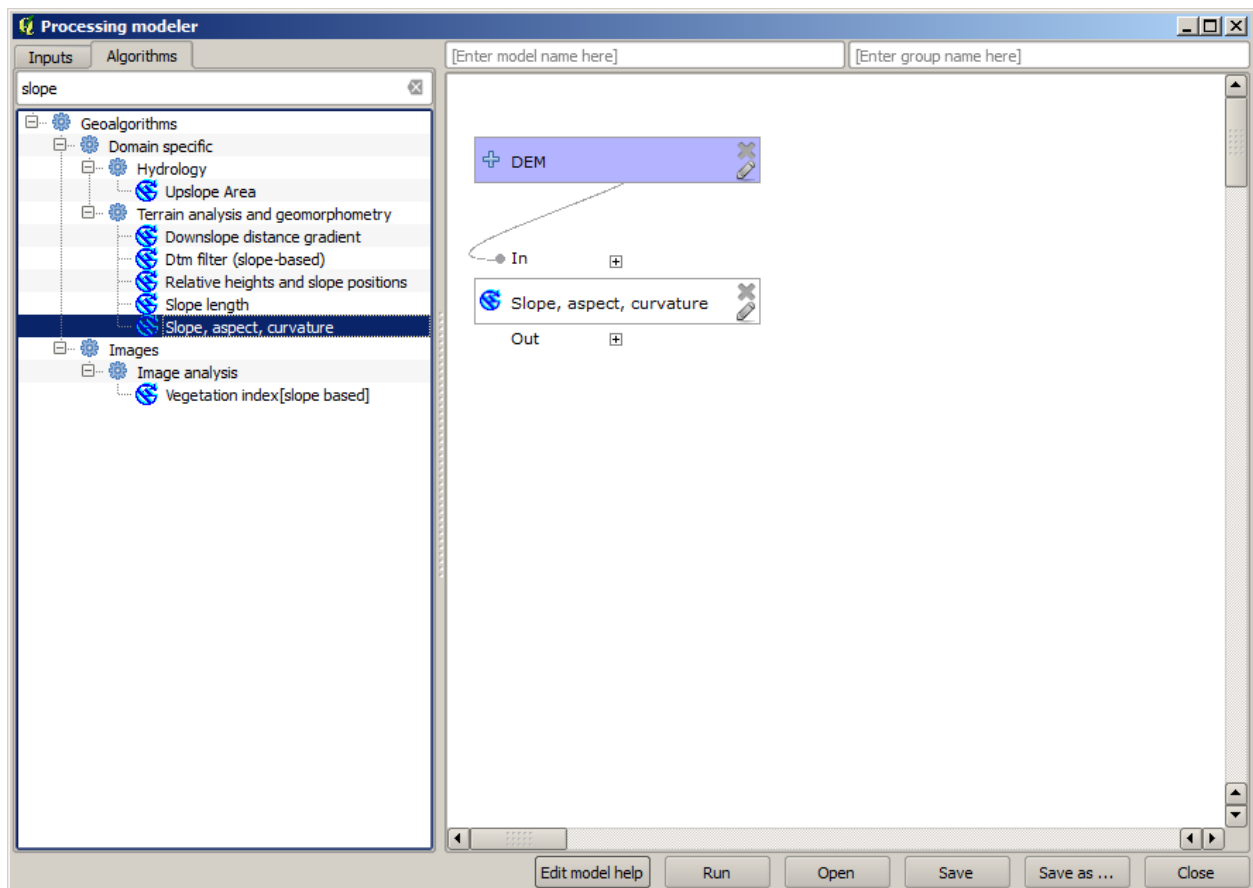 Processing modeler
Inputs Algorithms [Enter model name here] [Enter group name here]
slope
Geoalgorithms
Domain specific
Hydrology
Upslope Area
Terrain analysis and geomorphometry
Downslope distance gradient
Dtm filter (slope-based)
Relative heights and slope positions
Slope length
Slope, aspect, curvature
Images
Image analysis
Vegetation index[slope based]
DEM
In
Slope, aspect, curvature
Out
Edit model help Run Open Save Save as ... Close